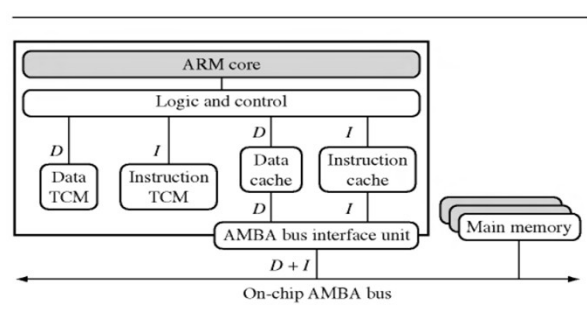 ARM core
Logic and control
D
I
D
I
Data
TCM
Instruction
TCM
Data
cache
Instruction
cache
D
I
AMBA bus interface unit
Main memory
D + I
On-chip AMBA bus